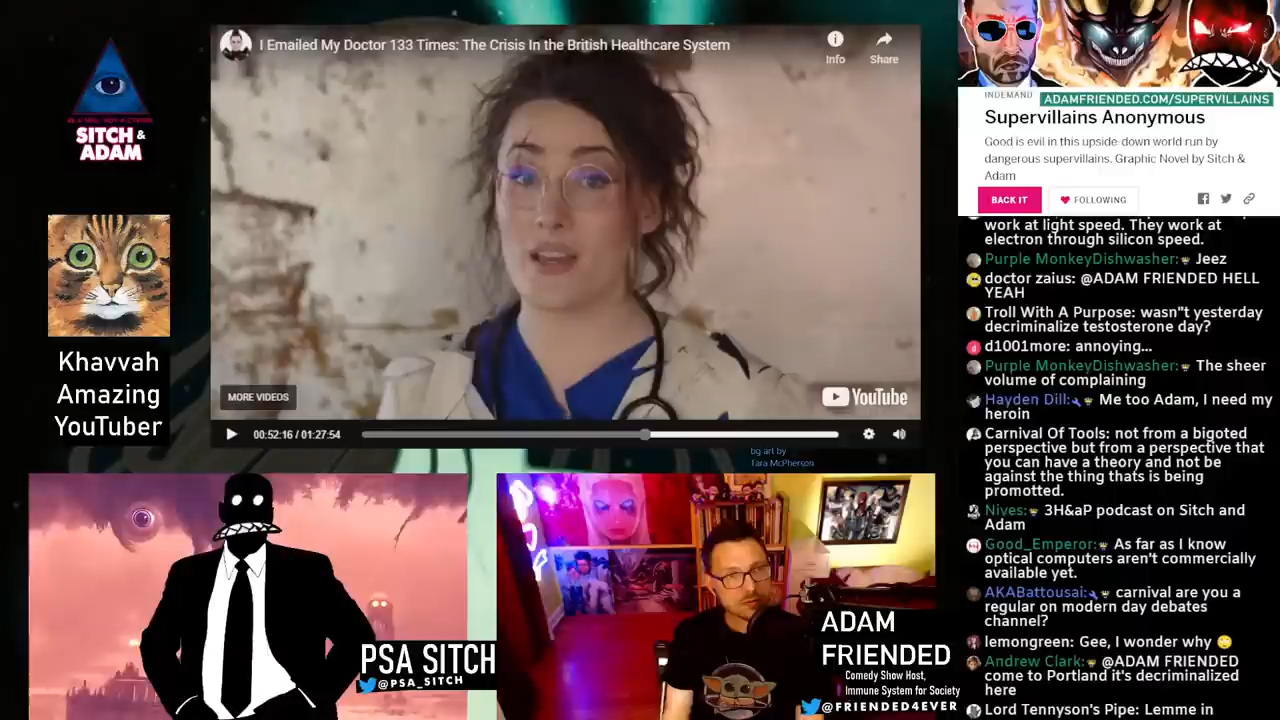 I Emailed My Doctor 133 Times: The Crisis In the British Healthcare System
Info
Share
MORE VIDEOS
YouTube
00:52:16 / 01:27:54
SITCH &
ADAM
Khavvah
Amazing
YouTuber
bg art by
Tara McPherson
PSA SITCH
@PSA_SITCH
ADAM
FRIENDED
Comedy Show Host,
Immune System for Society
@FRIENDED4EVER
INDEMAND
ADAMFRIENDED.COM/SUPERVILLAINS
Supervillains Anonymous
Good is evil in this upside-down world run by
dangerous supervillains. Graphic Novel by Sitch &
Adam
BACK IT
FOLLOWING
work at light speed. They work at
electron through silicon speed.
Purple MonkeyDishwasher: Jeez
doctor zaius: @ADAM FRIENDED HELL
YEAH
Troll With A Purpose: wasn"t yesterday
decriminalize testosterone day?
d1001more: annoying...
Purple MonkeyDishwasher: The sheer
volume of complaining
Hayden Dill: Me too Adam, I need my
heroin
Carnival Of Tools: not from a bigoted
perspective but from a perspective that
you can have a theory and not be
against the thing thats is being
promotted.
Nives: 3H&aP podcast on Sitch and
Adam
Good_Emperor: As far as I know
optical computers aren't commercially
available yet.
AKABattousai: carnival are you a
regular on modern day debates
channel?
lemongreen: Gee, I wonder why
Andrew Clark: @ADAM FRIENDED
come to Portland it's decriminalized
here
Lord Tennyson's Pipe: Lemme in